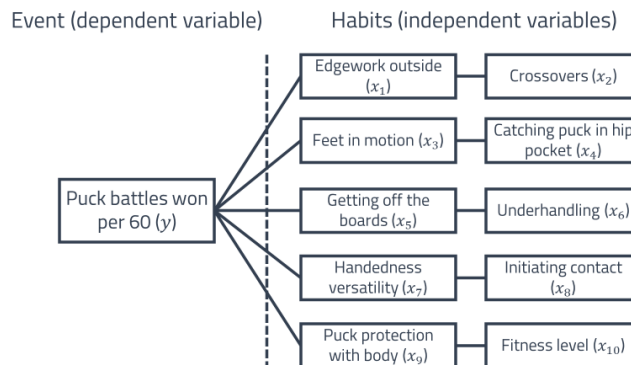 Event (dependent variable)
Habits (independent variables)
Edgework outside
(x₁)
Crossovers (x₂)
Feet in motion (x₃)
Catching puck in hip
pocket (x₄)
Puck battles won
per 60 (y)
Getting off the
boards (x₅)
Underhandling (x₆)
Handedness
versatility (x₇)
Initiating contact
(x₈)
Puck protection
with body (x₉)
Fitness level (x₁₀)